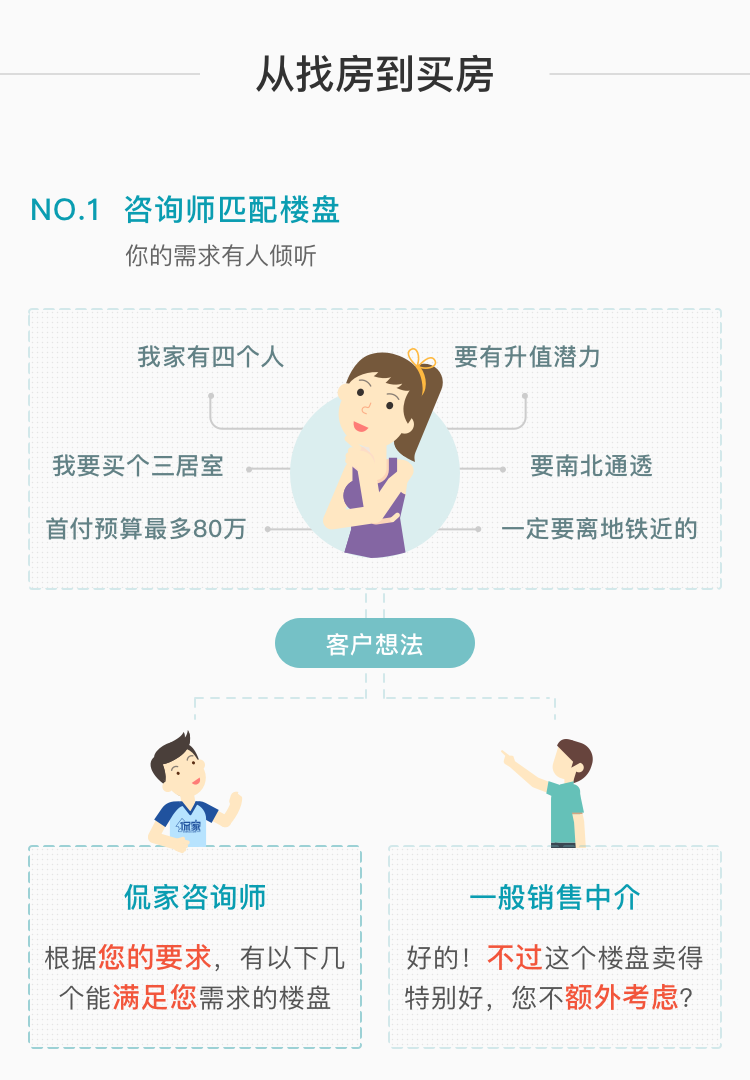 从找房到买房
NO.1 咨询师匹配楼盘
你的需求有人倾听
我家有四个人
要有升值潜力
我要买个三居室
要南北通透
首付预算最多80万
一定要离地铁近的
客户想法
侃家
侃家咨询师
根据您的要求，有以下几
个能满足您需求的楼盘
一般销售中介
好的！不过这个楼盘卖得
特别好，您不额外考虑？